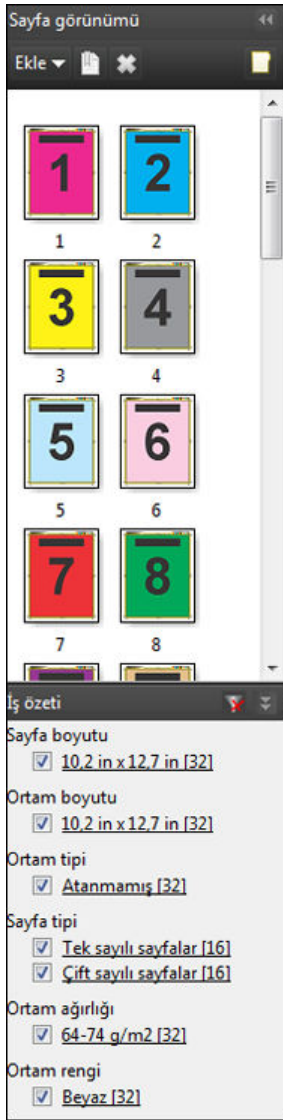 Sayfa görünümü
Ekle
1 2
1 2
3 4
3 4
5 6
5 6
7 8
7 8
İş özeti
Sayfa boyutu
10,2 in x 12,7 in [32]
Ortam boyutu
10,2 in x 12,7 in [32]
Ortam tipi
Atanmamış [32]
Sayfa tipi
Tek sayılı sayfalar [16]
Çift sayılı sayfalar [16]
Ortam ağırlığı
64-74 g/m2 [32]
Ortam rengi
Beyaz [32]